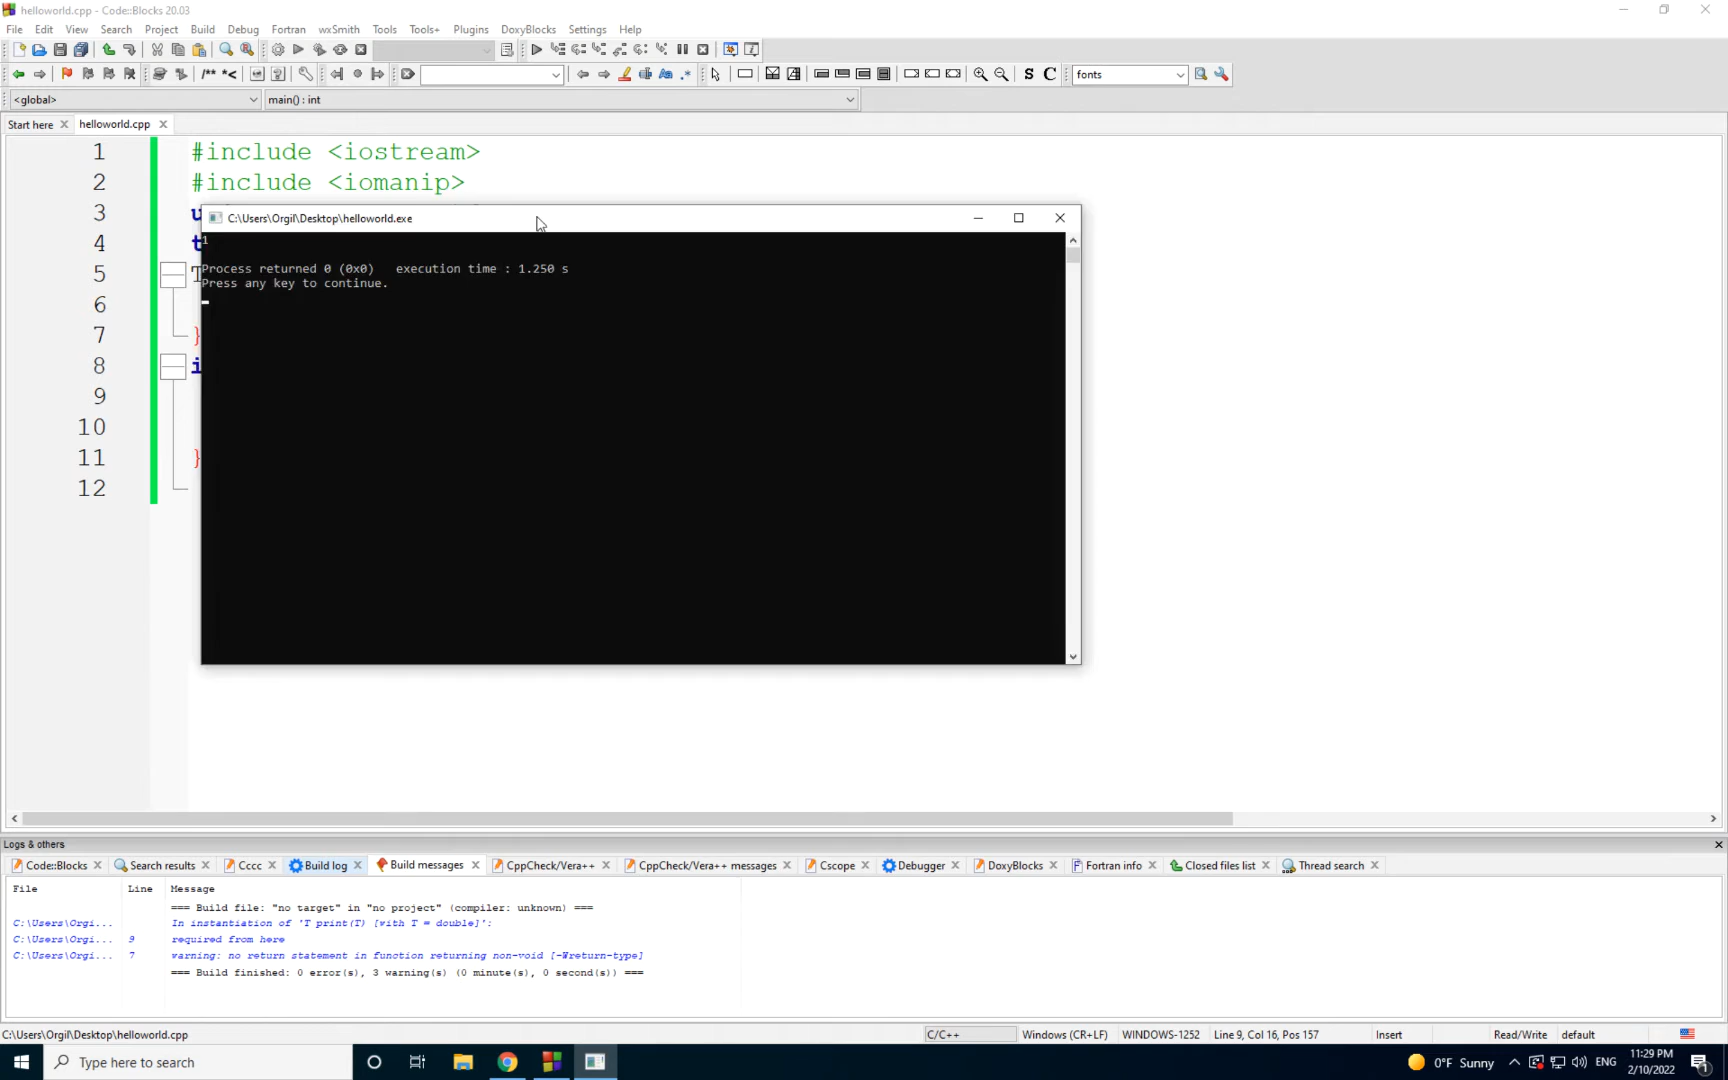 helloworld.cpp - Code::Blocks 20.03
File Edit View Search Project Build Debug Fortran wxSmith Tools Tools+ Plugins DoxyBlocks Settings Help
/** *<
S C fonts
<global> main() : int
Start here helloworld.cpp
1 #include <iostream>
2 #include <iomanip>
3 u
4 t
5 T
6
7 }
8 i
9
10
11 }
12
C:\Users\Orgil\Desktop\helloworld.exe
1
Process returned 0 (0x0) execution time : 1.250 s
Press any key to continue.
Logs & others
Code::Blocks Search results Cccc Build log Build messages CppCheck/Vera++ CppCheck/Vera++ messages Cscope Debugger DoxyBlocks Fortran info Closed files list Thread search
File Line Message
=== Build file: "no target" in "no project" (compiler: unknown) ===
C:\Users\Orgi... In instantiation of 'T print(T) [with T = double]':
C:\Users\Orgi... 9 required from here
C:\Users\Orgi... 7 warning: no return statement in function returning non-void [-Wreturn-type]
=== Build finished: 0 error(s), 3 warning(s) (0 minute(s), 0 second(s)) ===
C:\Users\Orgil\Desktop\helloworld.cpp C/C++ Windows (CR+LF) WINDOWS-1252 Line 9, Col 16, Pos 157 Insert Read/Write default
Type here to search 0°F Sunny ENG 11:29 PM
2/10/2022 1